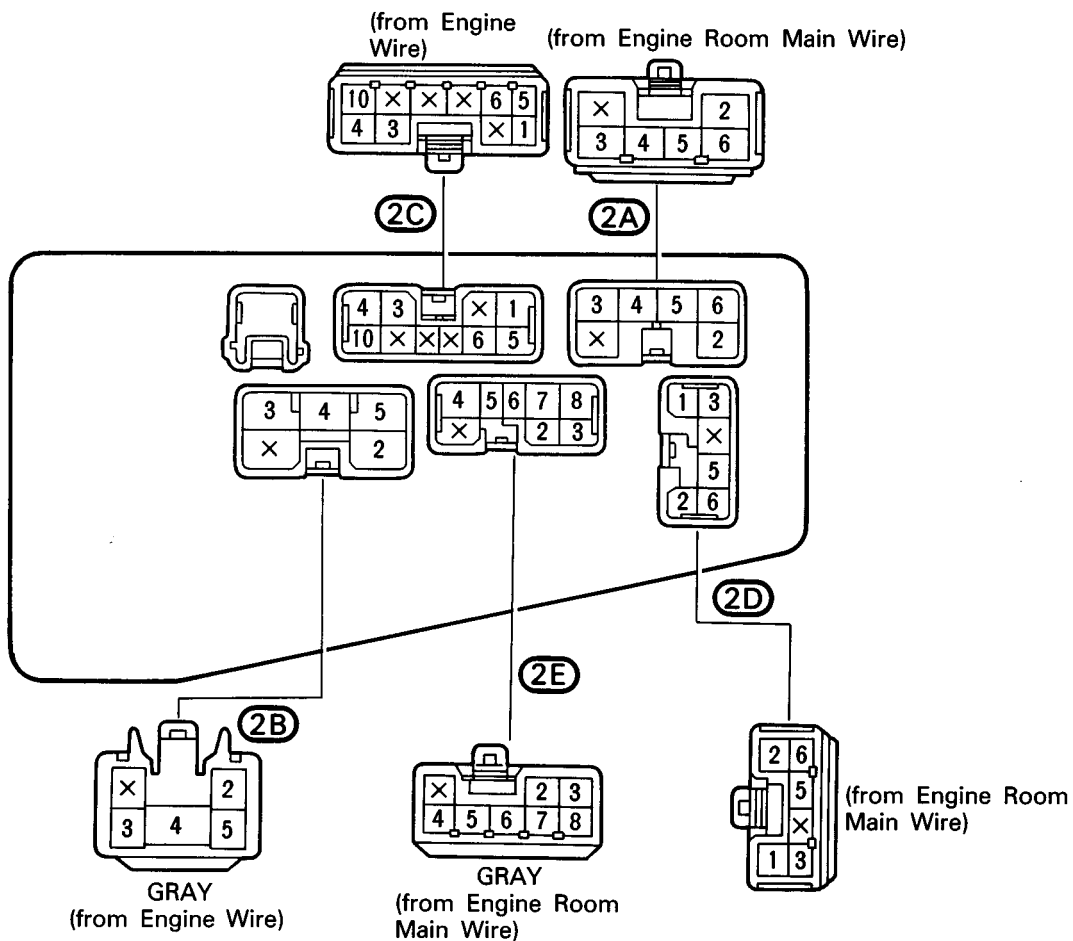 (from Engine
Wire)
(from Engine Room Main Wire)
10 X X X 6 5
4 3 X 1
X 2
3 4 5 6
2C
2A
4 3 X 1
10 X X X 6 5
3 4 5 6
X 2
3 4 5
X 2
4 5 6 7 8
X 2 3
1 3
X
5
2 6
2D
2E
2B
X 2
3 4 5
GRAY
(from Engine Wire)
X 2 3
4 5 6 7 8
GRAY
(from Engine Room
Main Wire)
2 6
5
X
1 3
(from Engine Room
Main Wire)